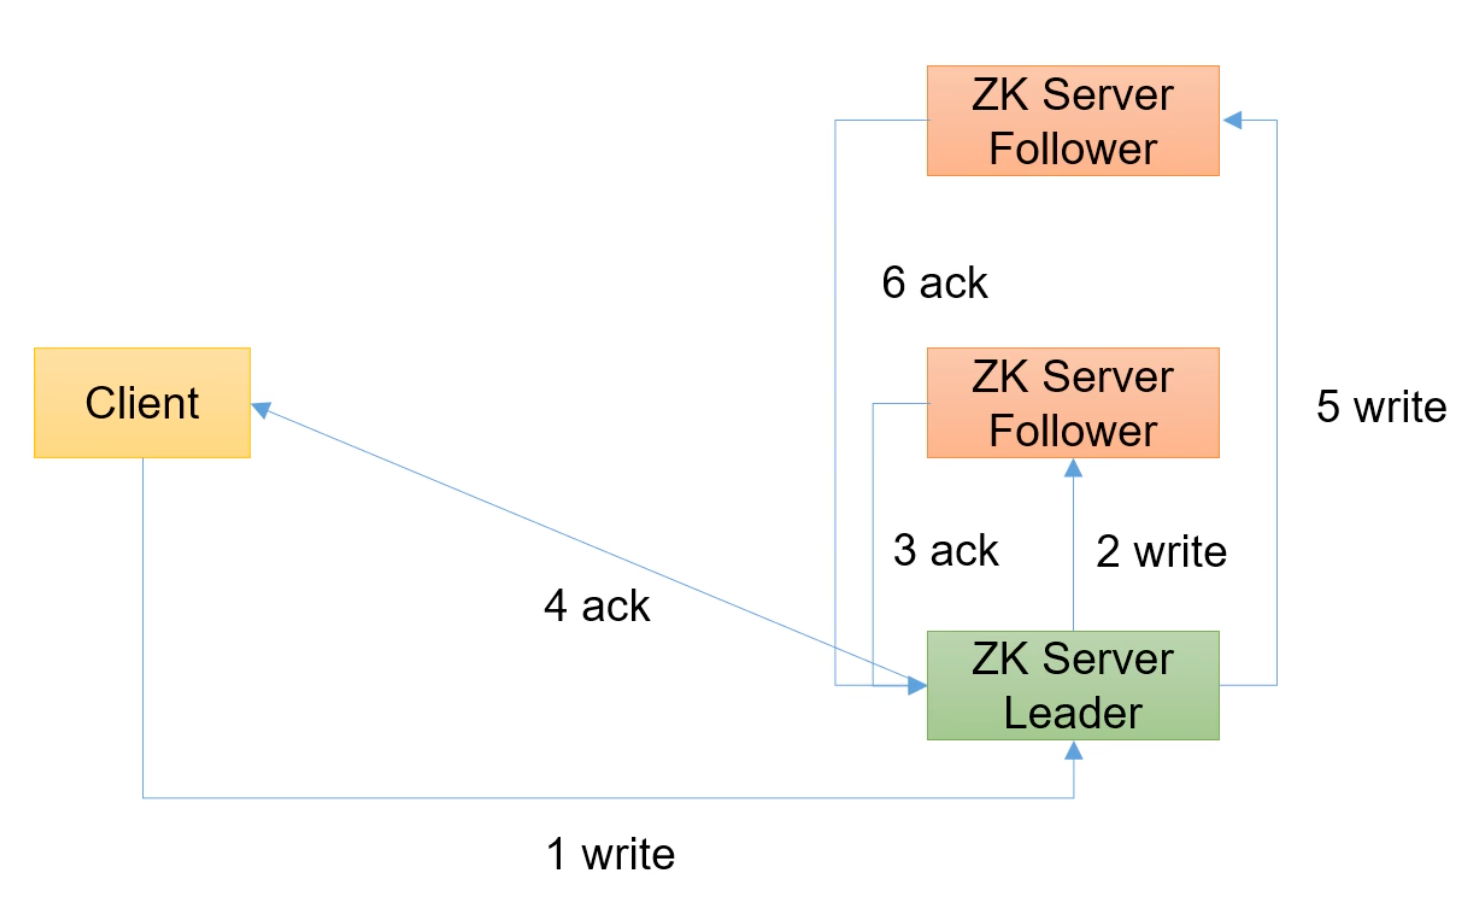 ZK Server
Follower
6 ack
ZK Server
Follower
Client
5 write
3 ack
2 write
4 ack
ZK Server
Leader
1 write